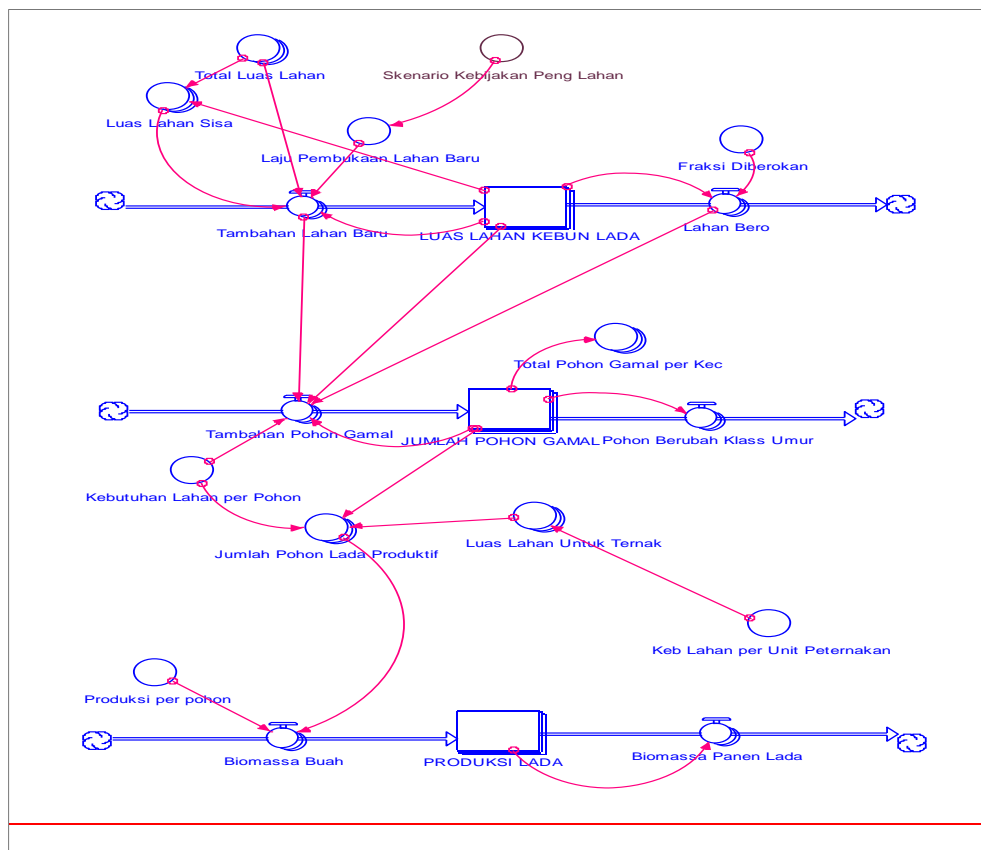 Total Luas Lahan
Skenario Kebijakan Peng Lahan
Luas Lahan Sisa
Laju Pembukaan Lahan Baru
Fraksi Diberokan
Tambahan Lahan Baru
LUAS LAHAN KEBUN LADA
Lahan Bero
Total Pohon Gamal per Kec
Tambahan Pohon Gamal
JUMLAH POHON GAMAL
Pohon Berubah Klass Umur
Kebutuhan Lahan per Pohon
Jumlah Pohon Lada Produktif
Luas Lahan Untuk Ternak
Keb Lahan per Unit Peternakan
Produksi per pohon
Biomassa Buah
PRODUKSI LADA
Biomassa Panen Lada